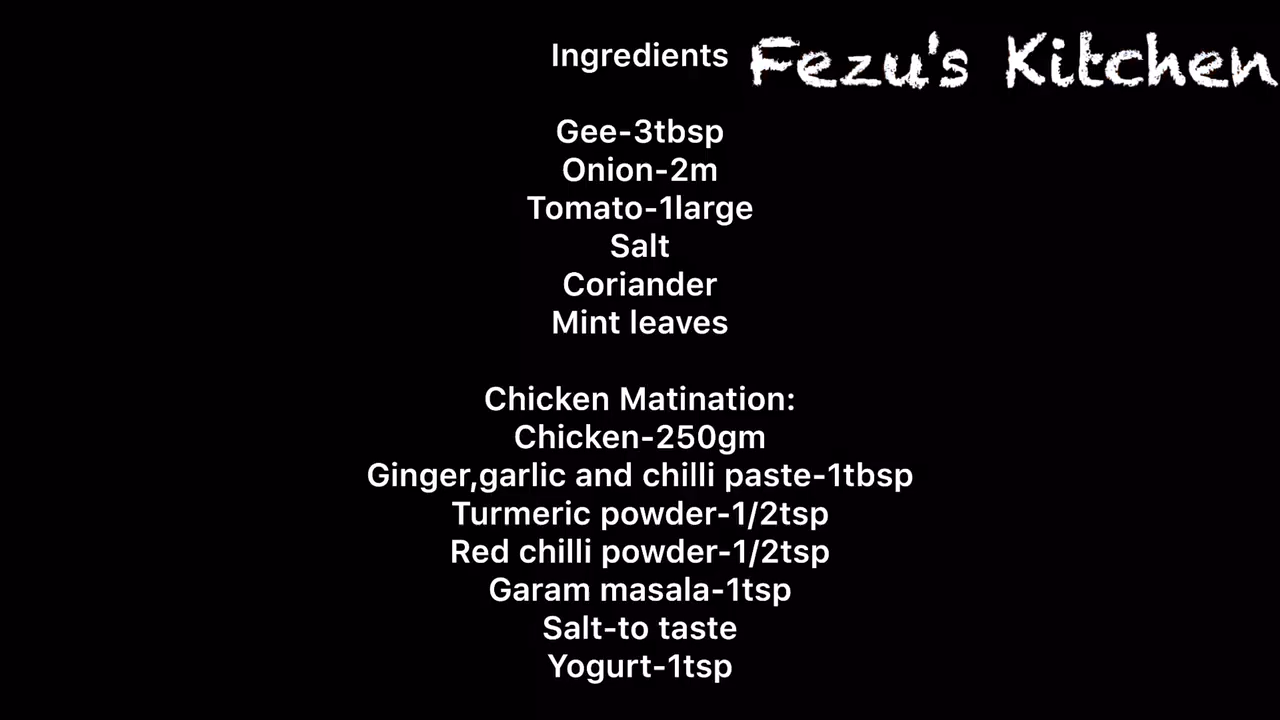 Ingredients
Fezu's Kitchen
Gee-3tbsp
Onion-2m
Tomato-1large
Salt
Coriander
Mint leaves
Chicken Matination:
Chicken-250gm
Ginger,garlic and chilli paste-1tbsp
Turmeric powder-1/2tsp
Red chilli powder-1/2tsp
Garam masala-1tsp
Salt-to taste
Yogurt-1tsp